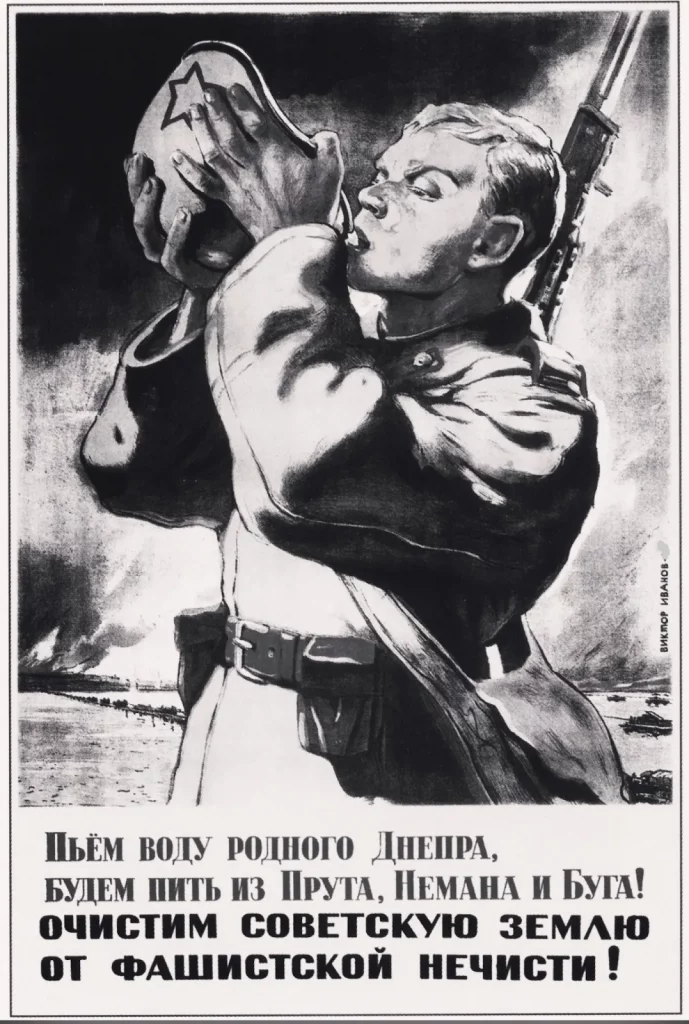 ВИКТОР ИВАНОВ-
Пьём воду родного Днепра,
будем пить из Прута, Немана и Буга!
ОЧИСТИМ СОВЕТСКУЮ ЗЕМЛЮ
ОТ ФАШИСТСКОЙ НЕЧИСТИ!